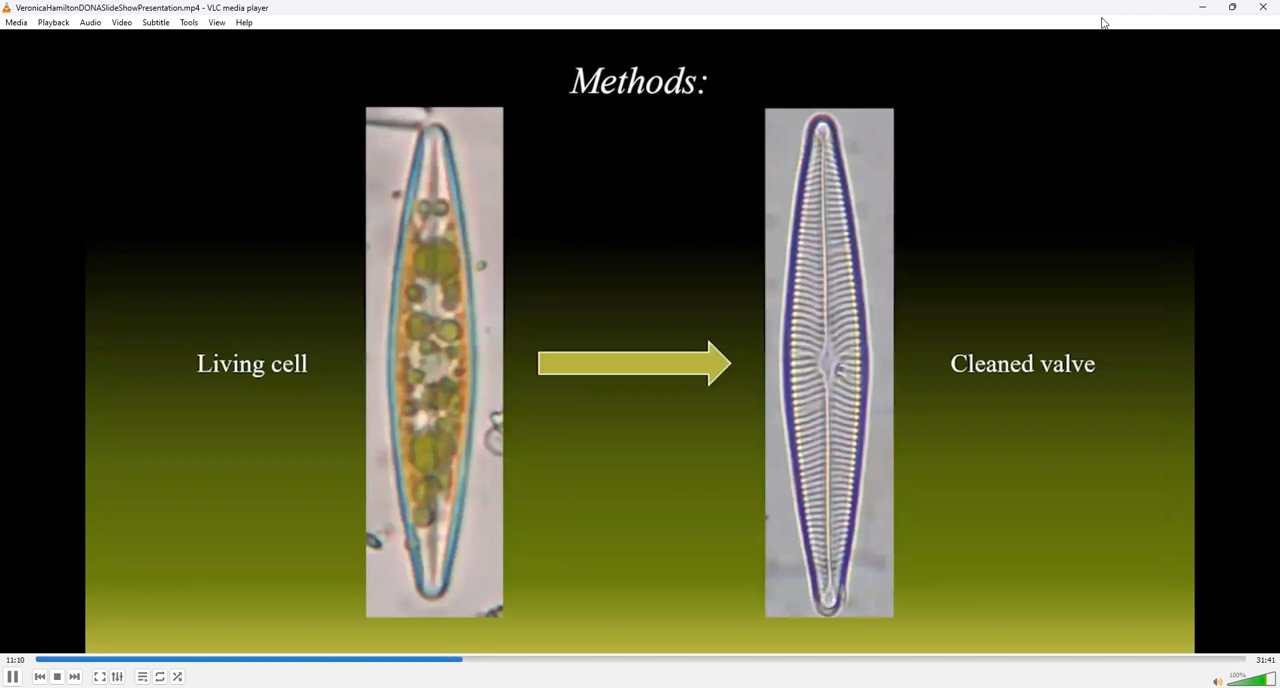 VeronicaHamiltonDONASlideShowPresentation.mp4 - VLC media player
Media Playback Audio Video Subtitle Tools View Help
Methods:
Living cell
Cleaned valve
11:10
31:41
100%